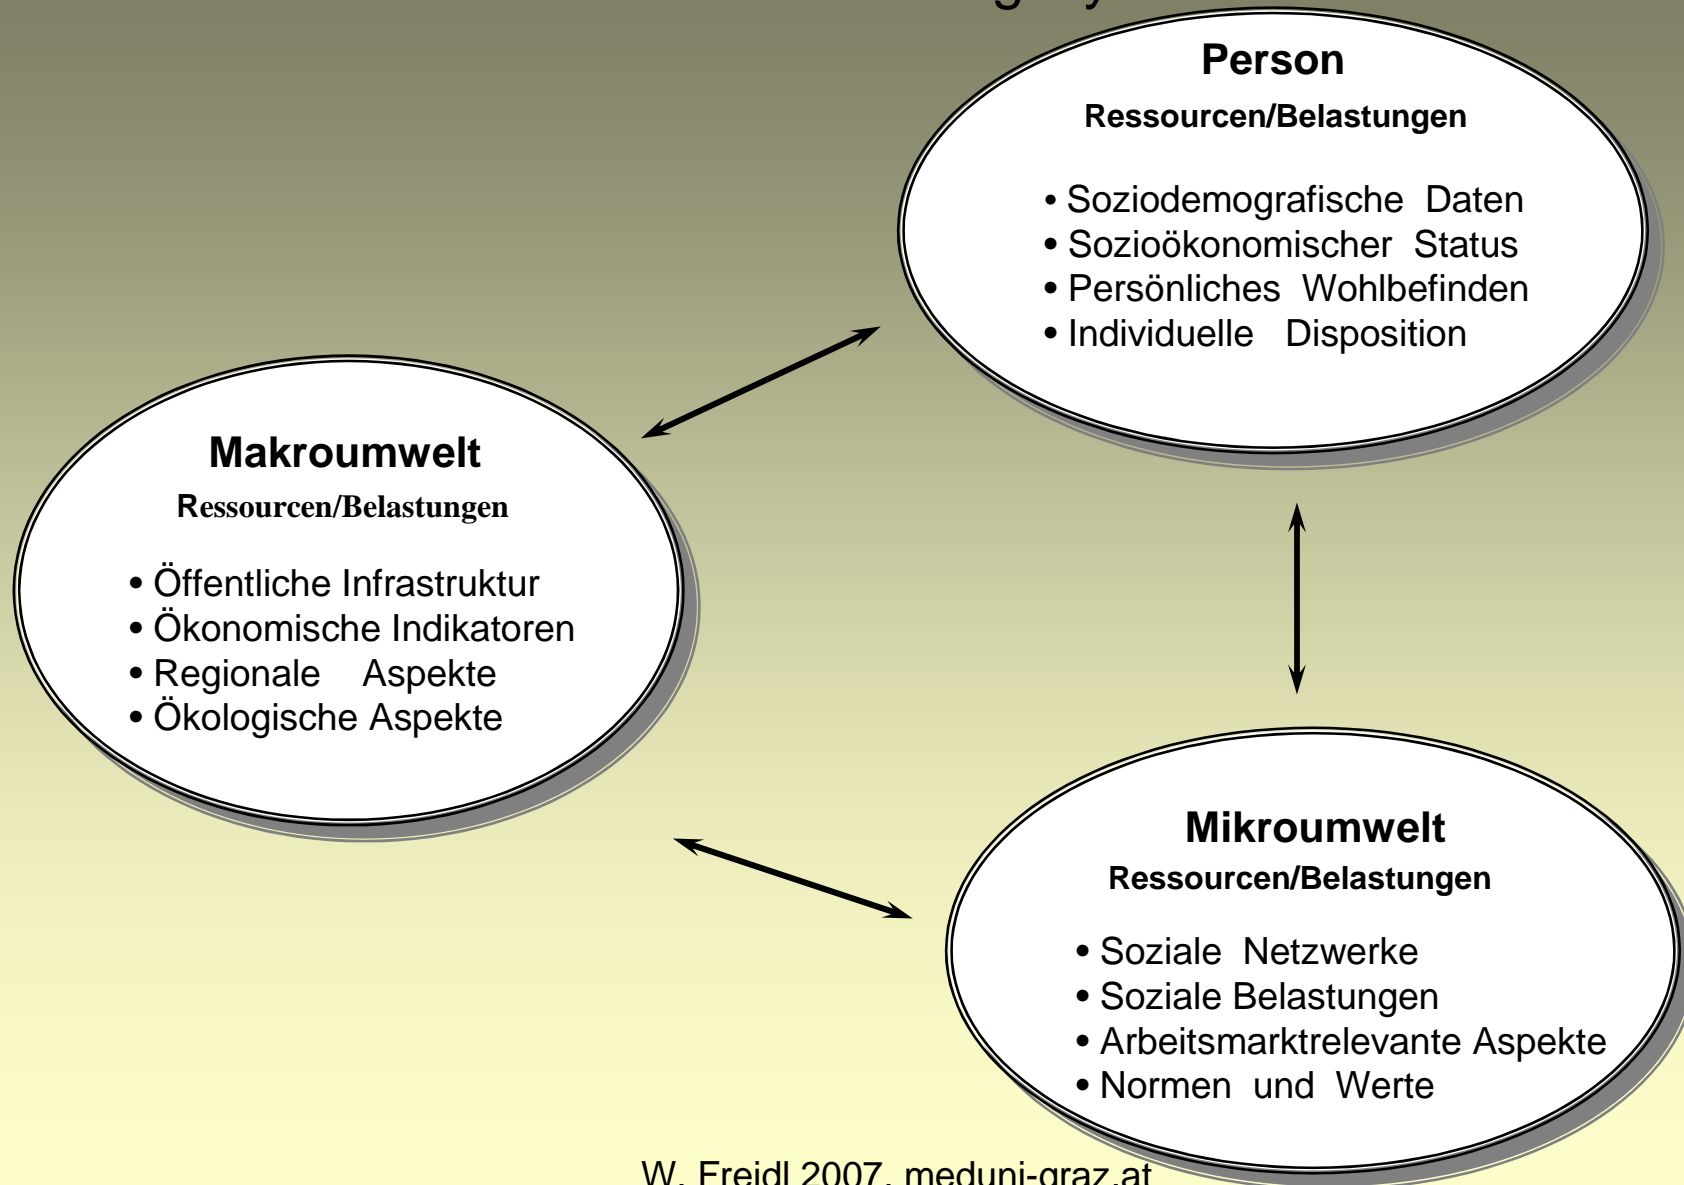 Person
Ressourcen/Belastungen
• Soziodemografische Daten
• Sozioökonomischer Status
• Persönliches Wohlbefinden
• Individuelle Disposition
Makroumwelt
Ressourcen/Belastungen
• Öffentliche Infrastruktur
• Ökonomische Indikatoren
• Regionale Aspekte
• Ökologische Aspekte
Mikroumwelt
Ressourcen/Belastungen
• Soziale Netzwerke
• Soziale Belastungen
• Arbeitsmarktrelevante Aspekte
• Normen und Werte
W. Freidl 2007, meduni-graz.at